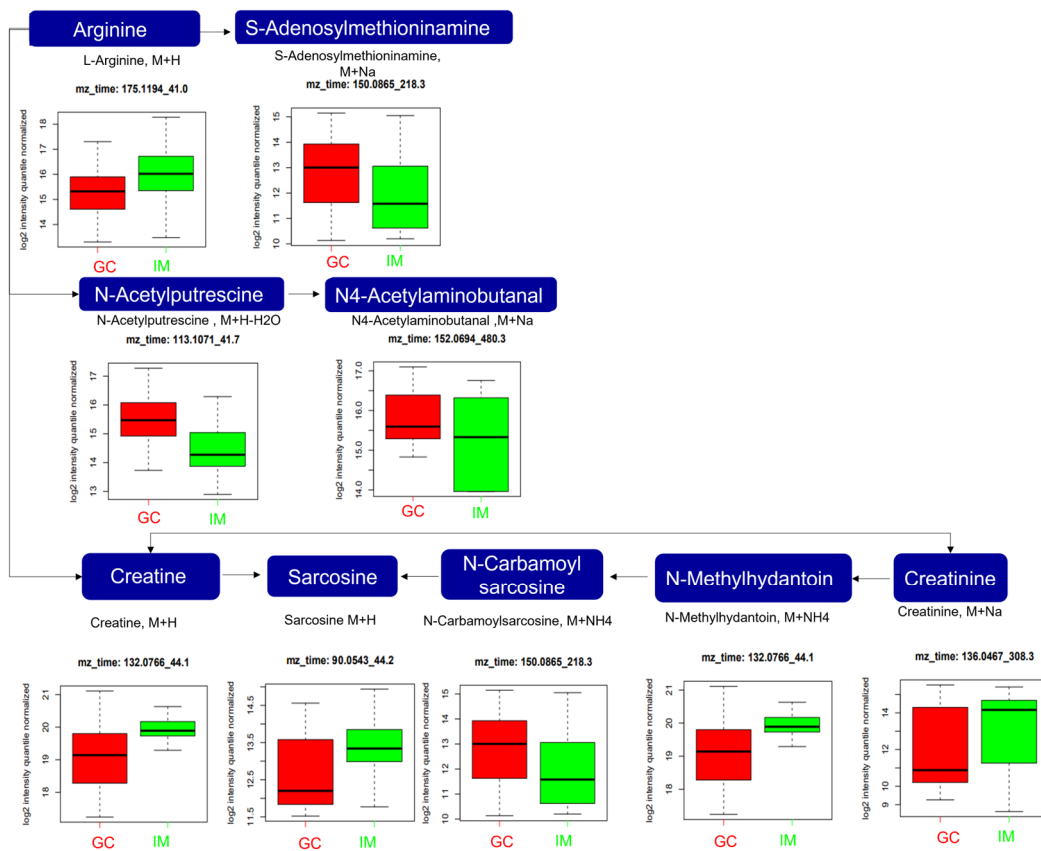 Arginine
S-Adenosylmethioninamine
L-Arginine, M+H
S-Adenosylmethioninamine,
M+Na
mz_time: 175.1194_41.0
mz_time: 150.0865_218.3
log2 intensity quantile normalized
18
17
16
15
14
GC
IM
log2 intensity quantile normalized
15
14
13
12
11
10
GC
IM
N-Acetylputrescine
N4-Acetylaminobutanal
N-Acetylputrescine , M+H-H2O
N4-Acetylaminobutanal ,M+Na
mz_time: 113.1071_41.7
mz_time: 152.0694_480.3
log2 intensity quantile normalized
17
16
15
14
13
GC
IM
log2 intensity quantile normalized
17.0
16.0
15.0
14.0
GC
IM
Creatine
Sarcosine
N-Carbamoyl
sarcosine
N-Methylhydantoin
Creatinine
Creatine, M+H
Sarcosine M+H
N-Carbamoylsarcosine, M+NH4
N-Methylhydantoin, M+NH4
Creatinine, M+Na
mz_time: 132.0766_44.1
mz_time: 90.0543_44.2
mz_time: 150.0865_218.3
mz_time: 132.0766_44.1
mz_time: 136.0467_308.3
log2 intensity quantile normalized
21
20
19
18
GC
IM
log2 intensity quantile normalized
14.5
13.5
12.5
11.5
GC
IM
log2 intensity quantile normalized
15
14
13
12
11
10
GC
IM
log2 intensity quantile normalized
21
20
19
18
GC
IM
log2 intensity quantile normalized
14
12
10
9
GC
IM